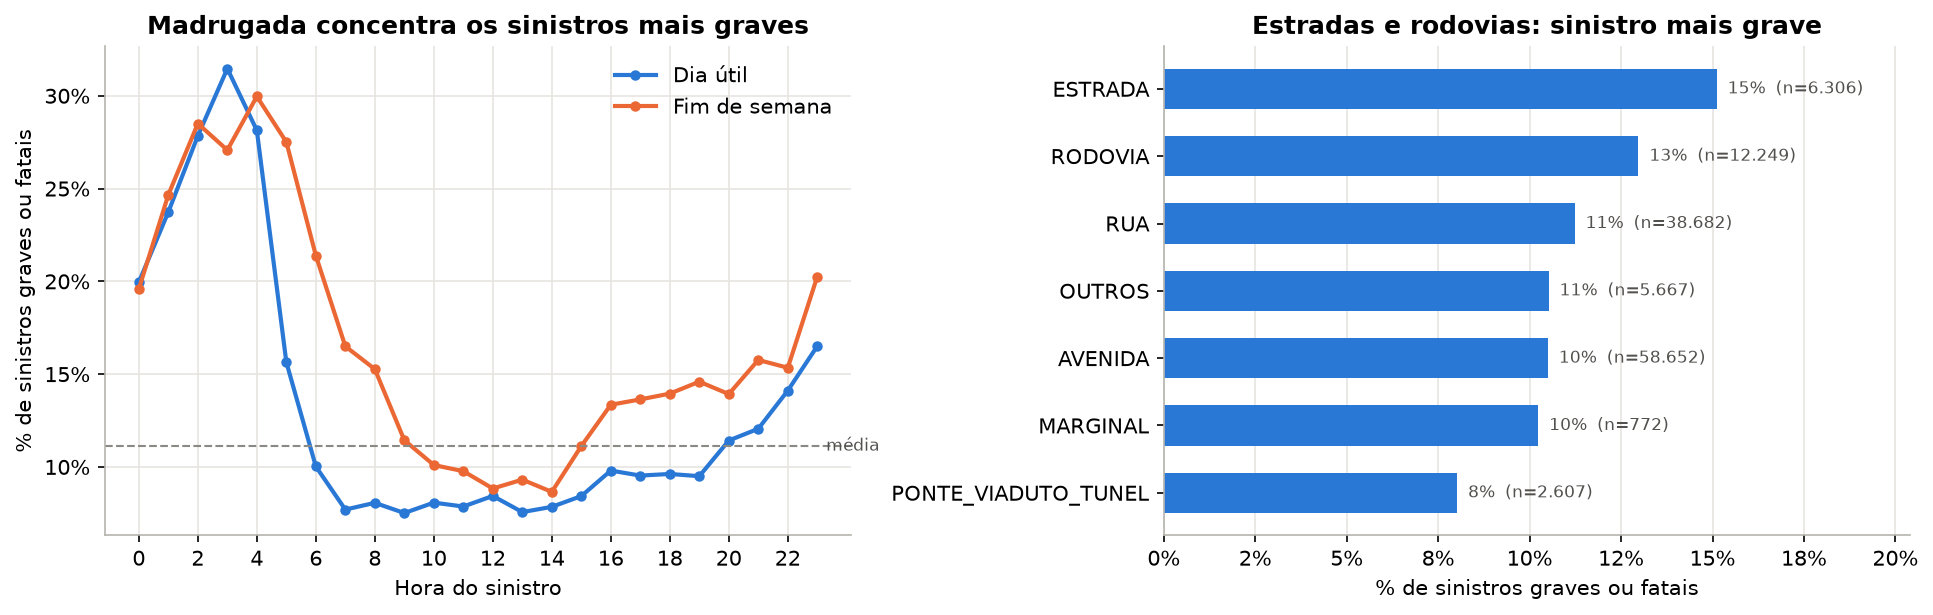 Madrugada concentra os sinistros mais graves
% de sinistros graves ou fatais
30%
25%
20%
15%
10%
Dia útil
Fim de semana
média
0 2 4 6 8 10 12 14 16 18 20 22
Hora do sinistro
Estradas e rodovias: sinistro mais grave
ESTRADA 15% (n=6.306)
RODOVIA 13% (n=12.249)
RUA 11% (n=38.682)
OUTROS 11% (n=5.667)
AVENIDA 10% (n=58.652)
MARGINAL 10% (n=772)
PONTE_VIADUTO_TUNEL 8% (n=2.607)
0% 2% 5% 8% 10% 12% 15% 18% 20%
% de sinistros graves ou fatais